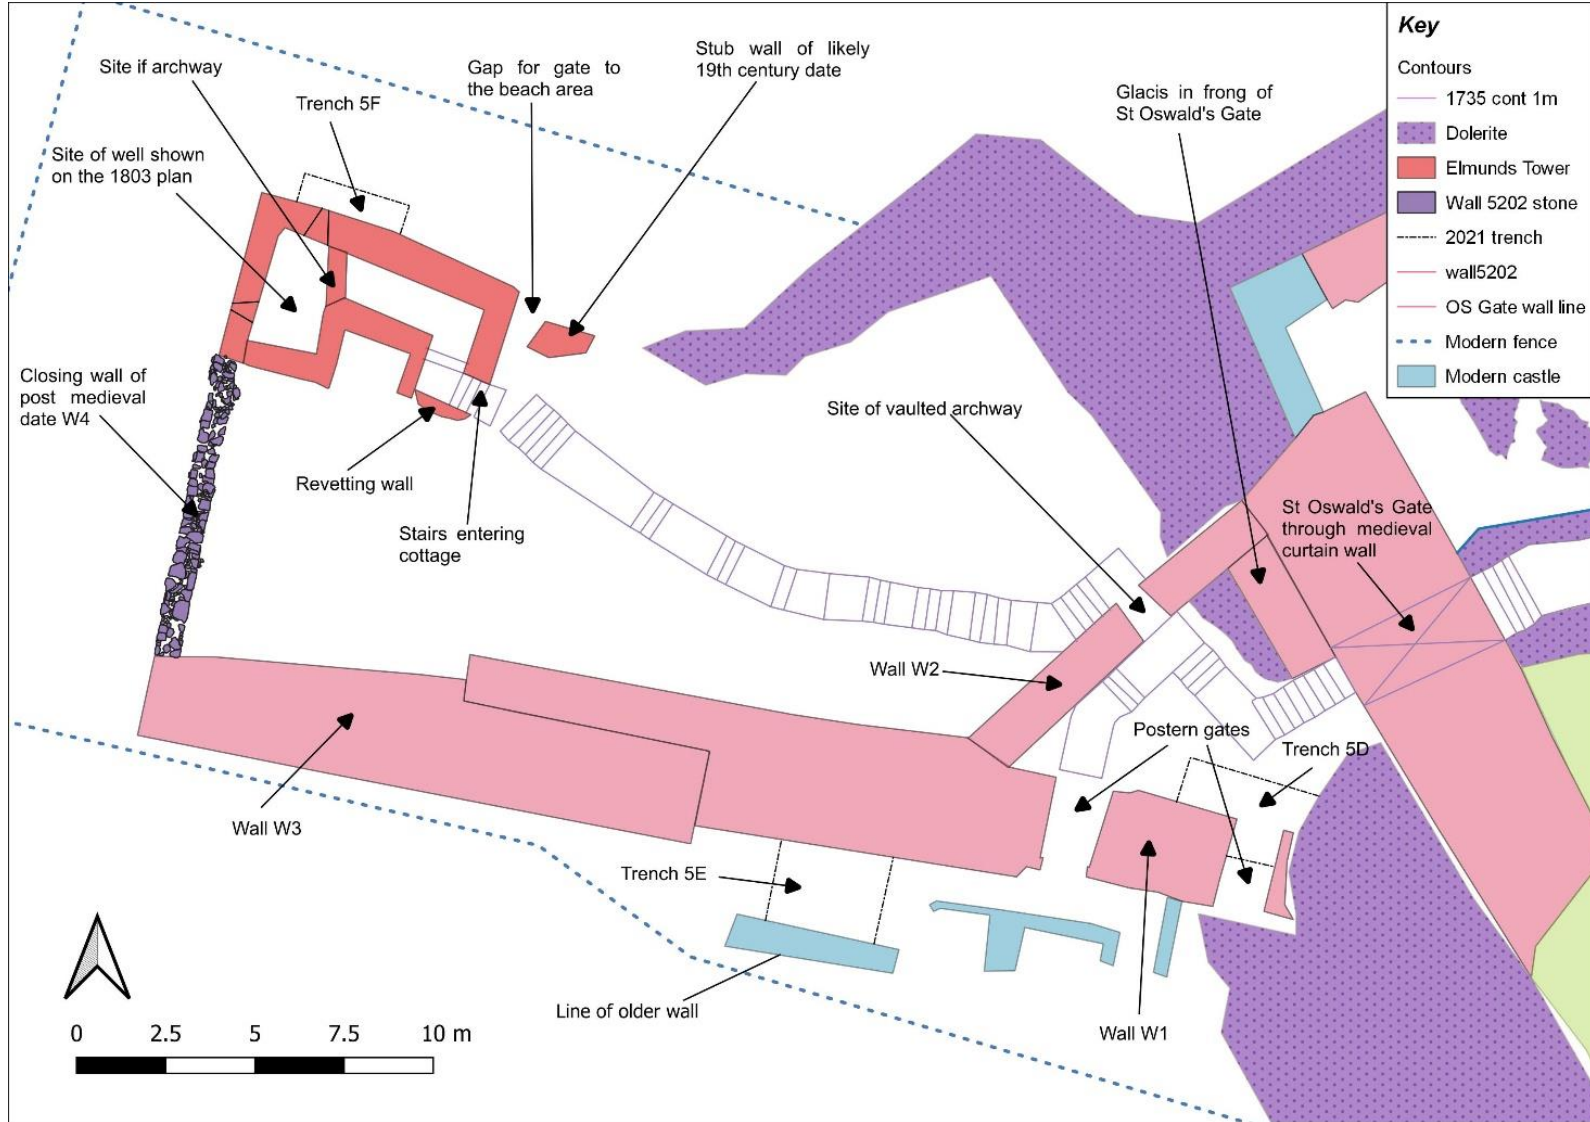 Site if archway
Trench 5F
Site of well shown
on the 1803 plan
Gap for gate to
the beach area
Stub wall of likely
19th century date
Glacis in frong of
St Oswald's Gate
Key
Contours
1735 cont 1m
Dolerite
Elmunds Tower
Wall 5202 stone
2021 trench
wall5202
OS Gate wall line
Modern fence
Modern castle
Closing wall of
post medieval
date W4
Revetting wall
Stairs entering
cottage
Site of vaulted archway
St Oswald's Gate
through medieval
curtain wall
Wall W2
Postern gates
Trench 5D
Wall W3
Trench 5E
Line of older wall
Wall W1
0 2.5 5 7.5 10 m